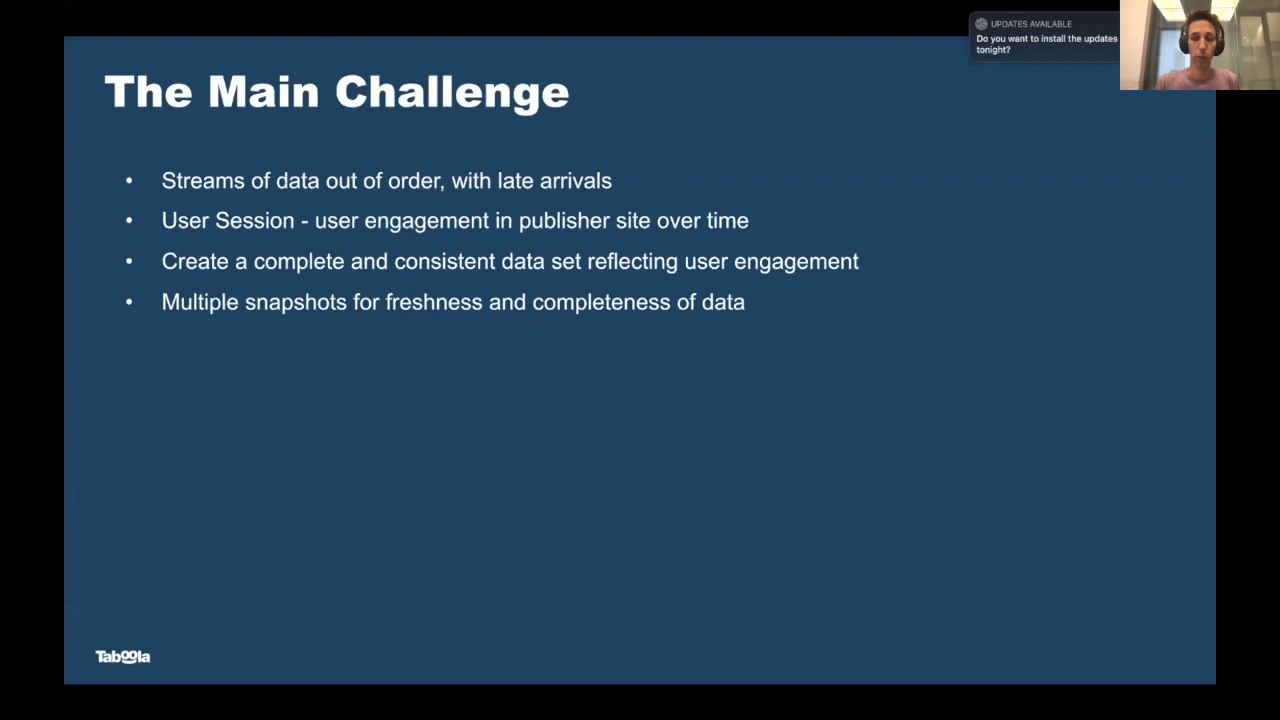 UPDATES AVAILABLE
Do you want to install the updates
tonight?
The Main Challenge
• Streams of data out of order, with late arrivals
• User Session - user engagement in publisher site over time
• Create a complete and consistent data set reflecting user engagement
• Multiple snapshots for freshness and completeness of data
Taboola